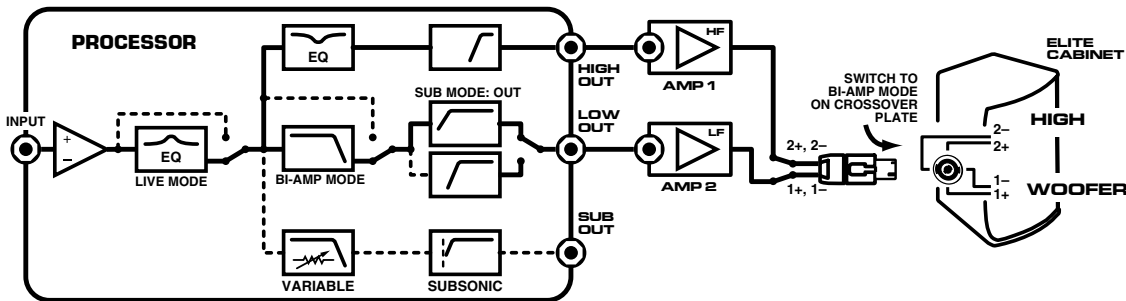 PROCESSOR
INPUT
+
−
EQ
LIVE MODE
EQ
BI-AMP MODE
SUB MODE: OUT
VARIABLE
SUBSONIC
HIGH
OUT
LOW
OUT
SUB
OUT
HF
AMP 1
LF
AMP 2
2+, 2−
1+, 1−
SWITCH TO
BI-AMP MODE
ON CROSSOVER
PLATE
ELITE
CABINET
HIGH
2−
2+
1−
1+
WOOFER